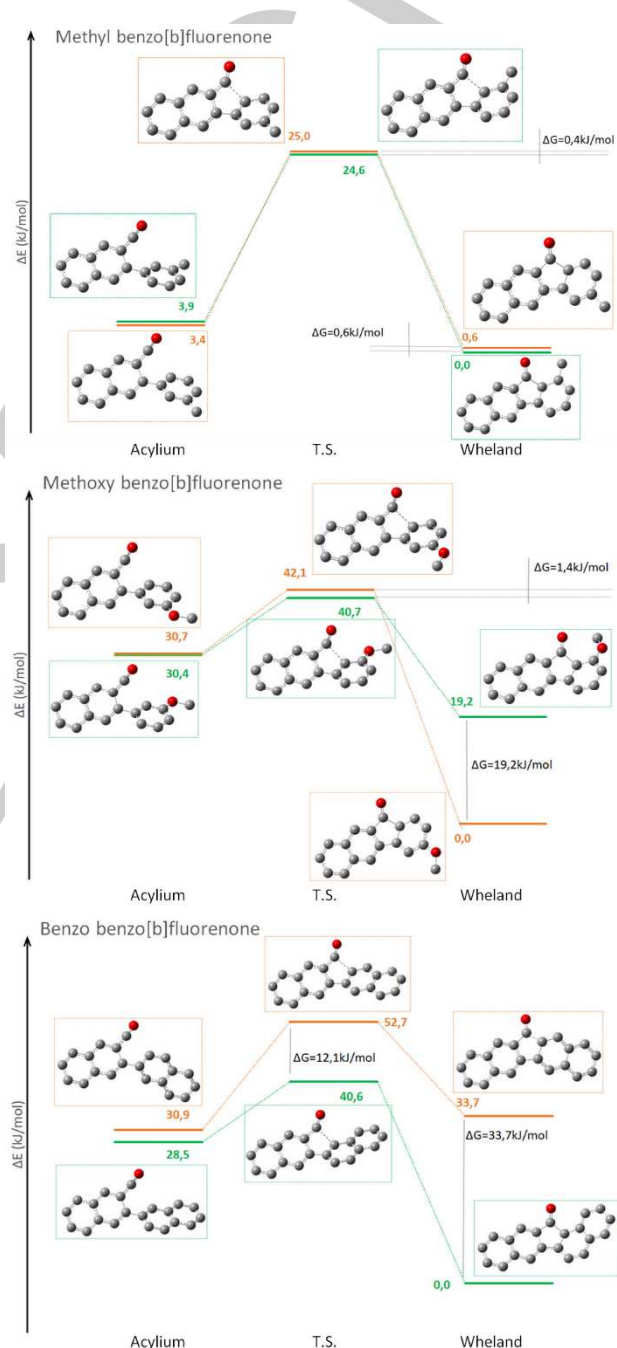 Methyl benzo[b]fluorenone
25,0
ΔG=0,4kJ/mol
24,6
ΔE (kJ/mol)
3,9
3,4
ΔG=0,6kJ/mol
0,6
0,0
Acylium T.S. Wheland
Methoxy benzo[b]fluorenone
42,1
ΔG=1,4kJ/mol
30,7
40,7
30,4
ΔE (kJ/mol)
19,2
ΔG=19,2kJ/mol
0,0
Acylium T.S. Wheland
Benzo benzo[b]fluorenone
52,7
ΔG=12,1kJ/mol
30,9
40,6
33,7
28,5
ΔG=33,7kJ/mol
ΔE (kJ/mol)
0,0
Acylium T.S. Wheland